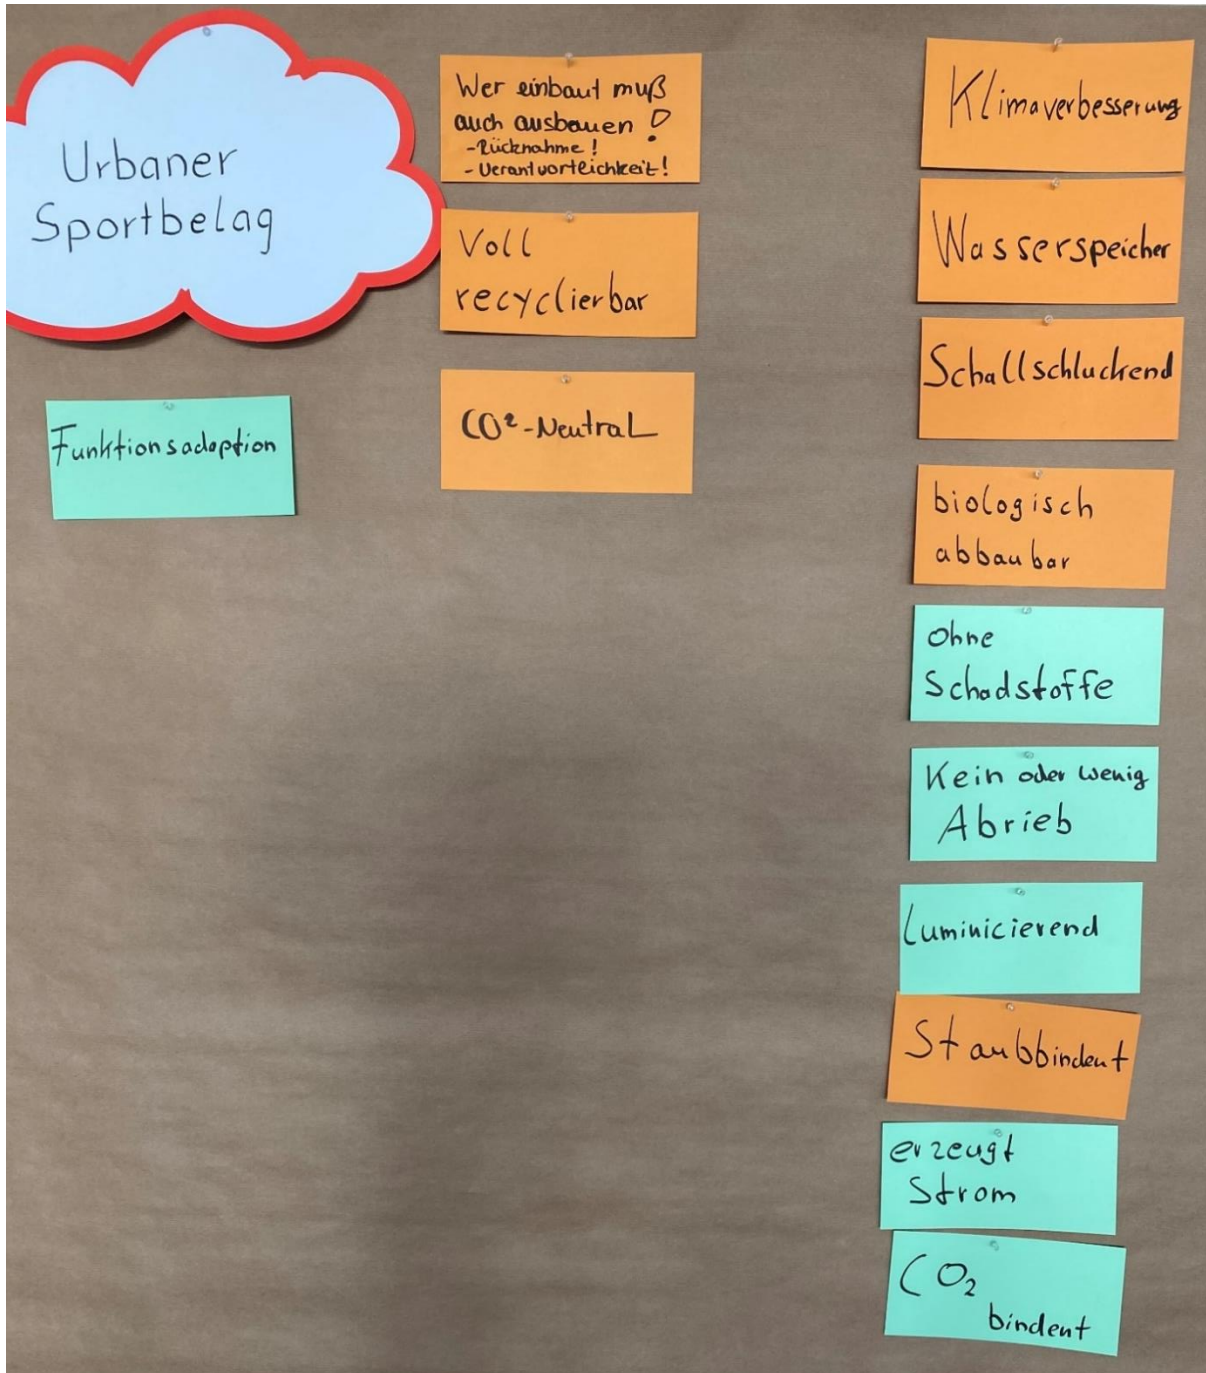 Urbaner
Sportbelag
Funktionsadaption
Wer einbaut muß
auch ausbauen!
-Rücknahme!
-Verantwortlichkeit!
Voll
recyclierbar
CO²-Neutral
Klimaverbesserung
Wasserspeicher
Schallschluckend
biologisch
abbaubar
ohne
Schadstoffe
Kein oder wenig
Abrieb
Luminicierend
Staubbindent
erzeugt
Strom
CO₂
bindent